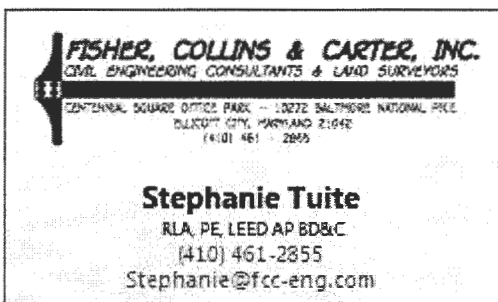 FISHER, COLLINS & CARTER, INC.
CIVIL ENGINEERING CONSULTANTS & LAND SURVEYORS
CENTENNIAL SQUARE OFFICE PARK - 10272 BALTIMORE NATIONAL PIKE
ELLICOTT CITY, MARYLAND 21042
(410) 461 - 2855
Stephanie Tuite
RLA, PE, LEED AP BD&C
(410) 461-2855
Stephanie@fcc-eng.com